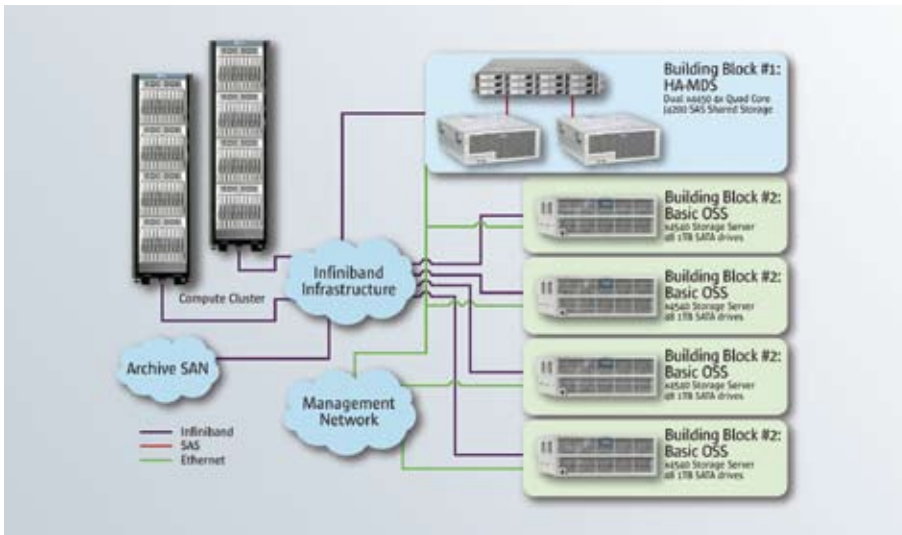 Building Block #1:
HA-MDS
Dual x4450 4x Quad Core
J4200 SAS Shared Storage
Building Block #2:
Basic OSS
x4540 Storage Server
48 1TB SATA drives
Building Block #2:
Basic OSS
x4540 Storage Server
48 1TB SATA drives
Infiniband
Infrastructure
Compute Cluster
Building Block #2:
Basic OSS
x4540 Storage Server
48 1TB SATA drives
Archive SAN
Management
Network
Infiniband
SAS
Ethernet
Building Block #2:
Basic OSS
x4540 Storage Server
48 1TB SATA drives